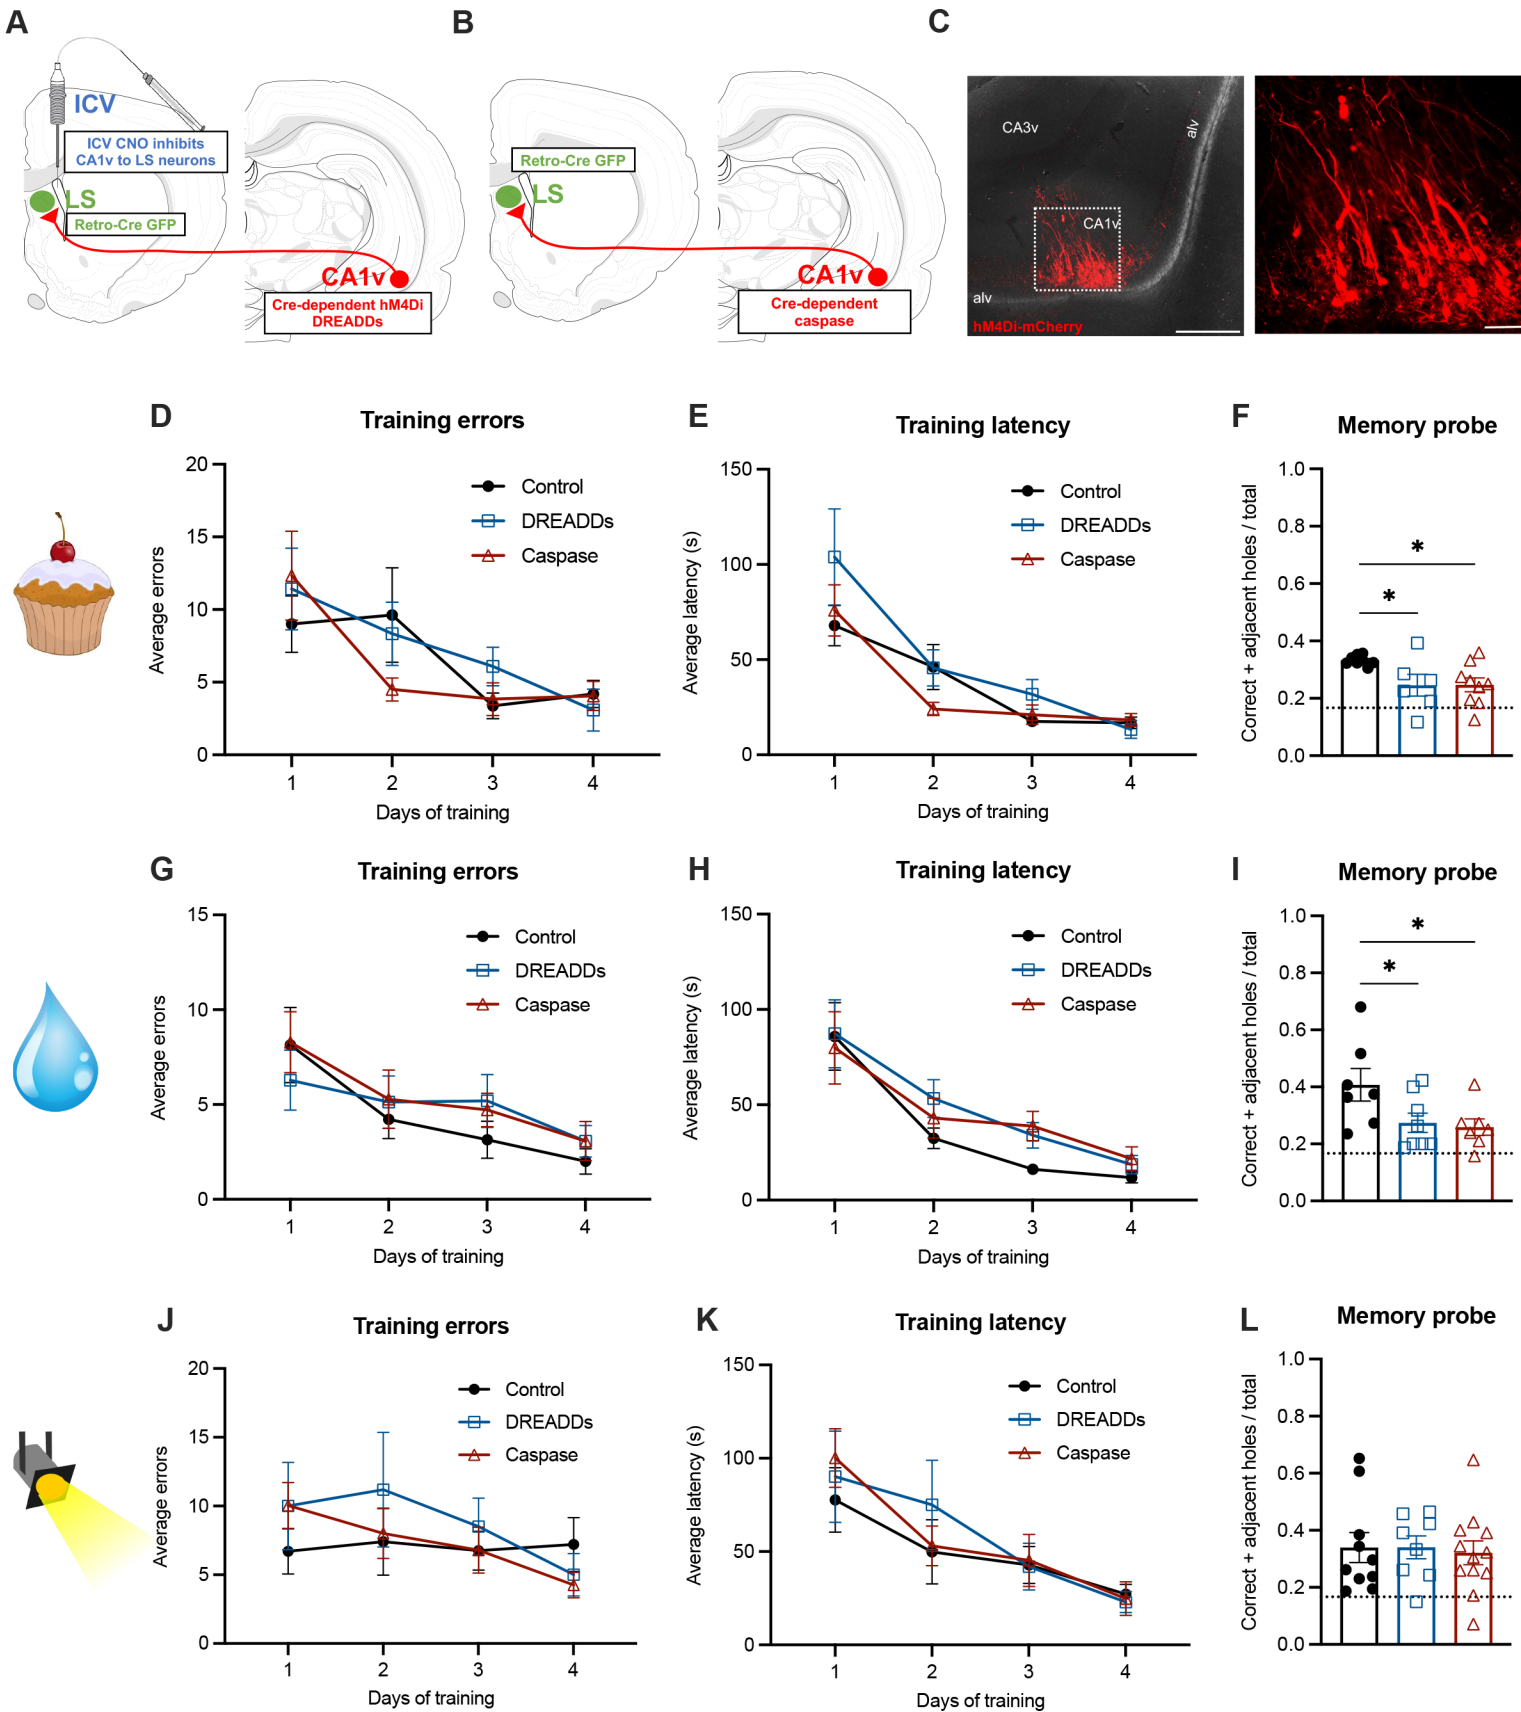 A
B
C
ICV
ICV CNO inhibits
CA1v to LS neurons
LS
Retro-Cre GFP
CA1v
Cre-dependent hM4Di
DREADDs
Retro-Cre GFP
LS
CA1v
Cre-dependent
caspase
CA3v
alv
CA1v
alv
hM4Di-mCherry
D
Training errors
Average errors
20
15
10
5
0
Control
DREADDs
Caspase
1 2 3 4
Days of training
E
Training latency
Average latency (s)
150
100
50
0
Control
DREADDs
Caspase
1 2 3 4
Days of training
F
Memory probe
Correct + adjacent holes / total
1.0
0.8
0.6
0.4
0.2
0.0
*
*
G
Training errors
Average errors
15
10
5
0
Control
DREADDs
Caspase
1 2 3 4
Days of training
H
Training latency
Average latency (s)
150
100
50
0
Control
DREADDs
Caspase
1 2 3 4
Days of training
I
Memory probe
Correct + adjacent holes / total
1.0
0.8
0.6
0.4
0.2
0.0
*
*
J
Training errors
Average errors
20
15
10
5
0
Control
DREADDs
Caspase
1 2 3 4
Days of training
K
Training latency
Average latency (s)
150
100
50
0
Control
DREADDs
Caspase
1 2 3 4
Days of training
L
Memory probe
Correct + adjacent holes / total
1.0
0.8
0.6
0.4
0.2
0.0